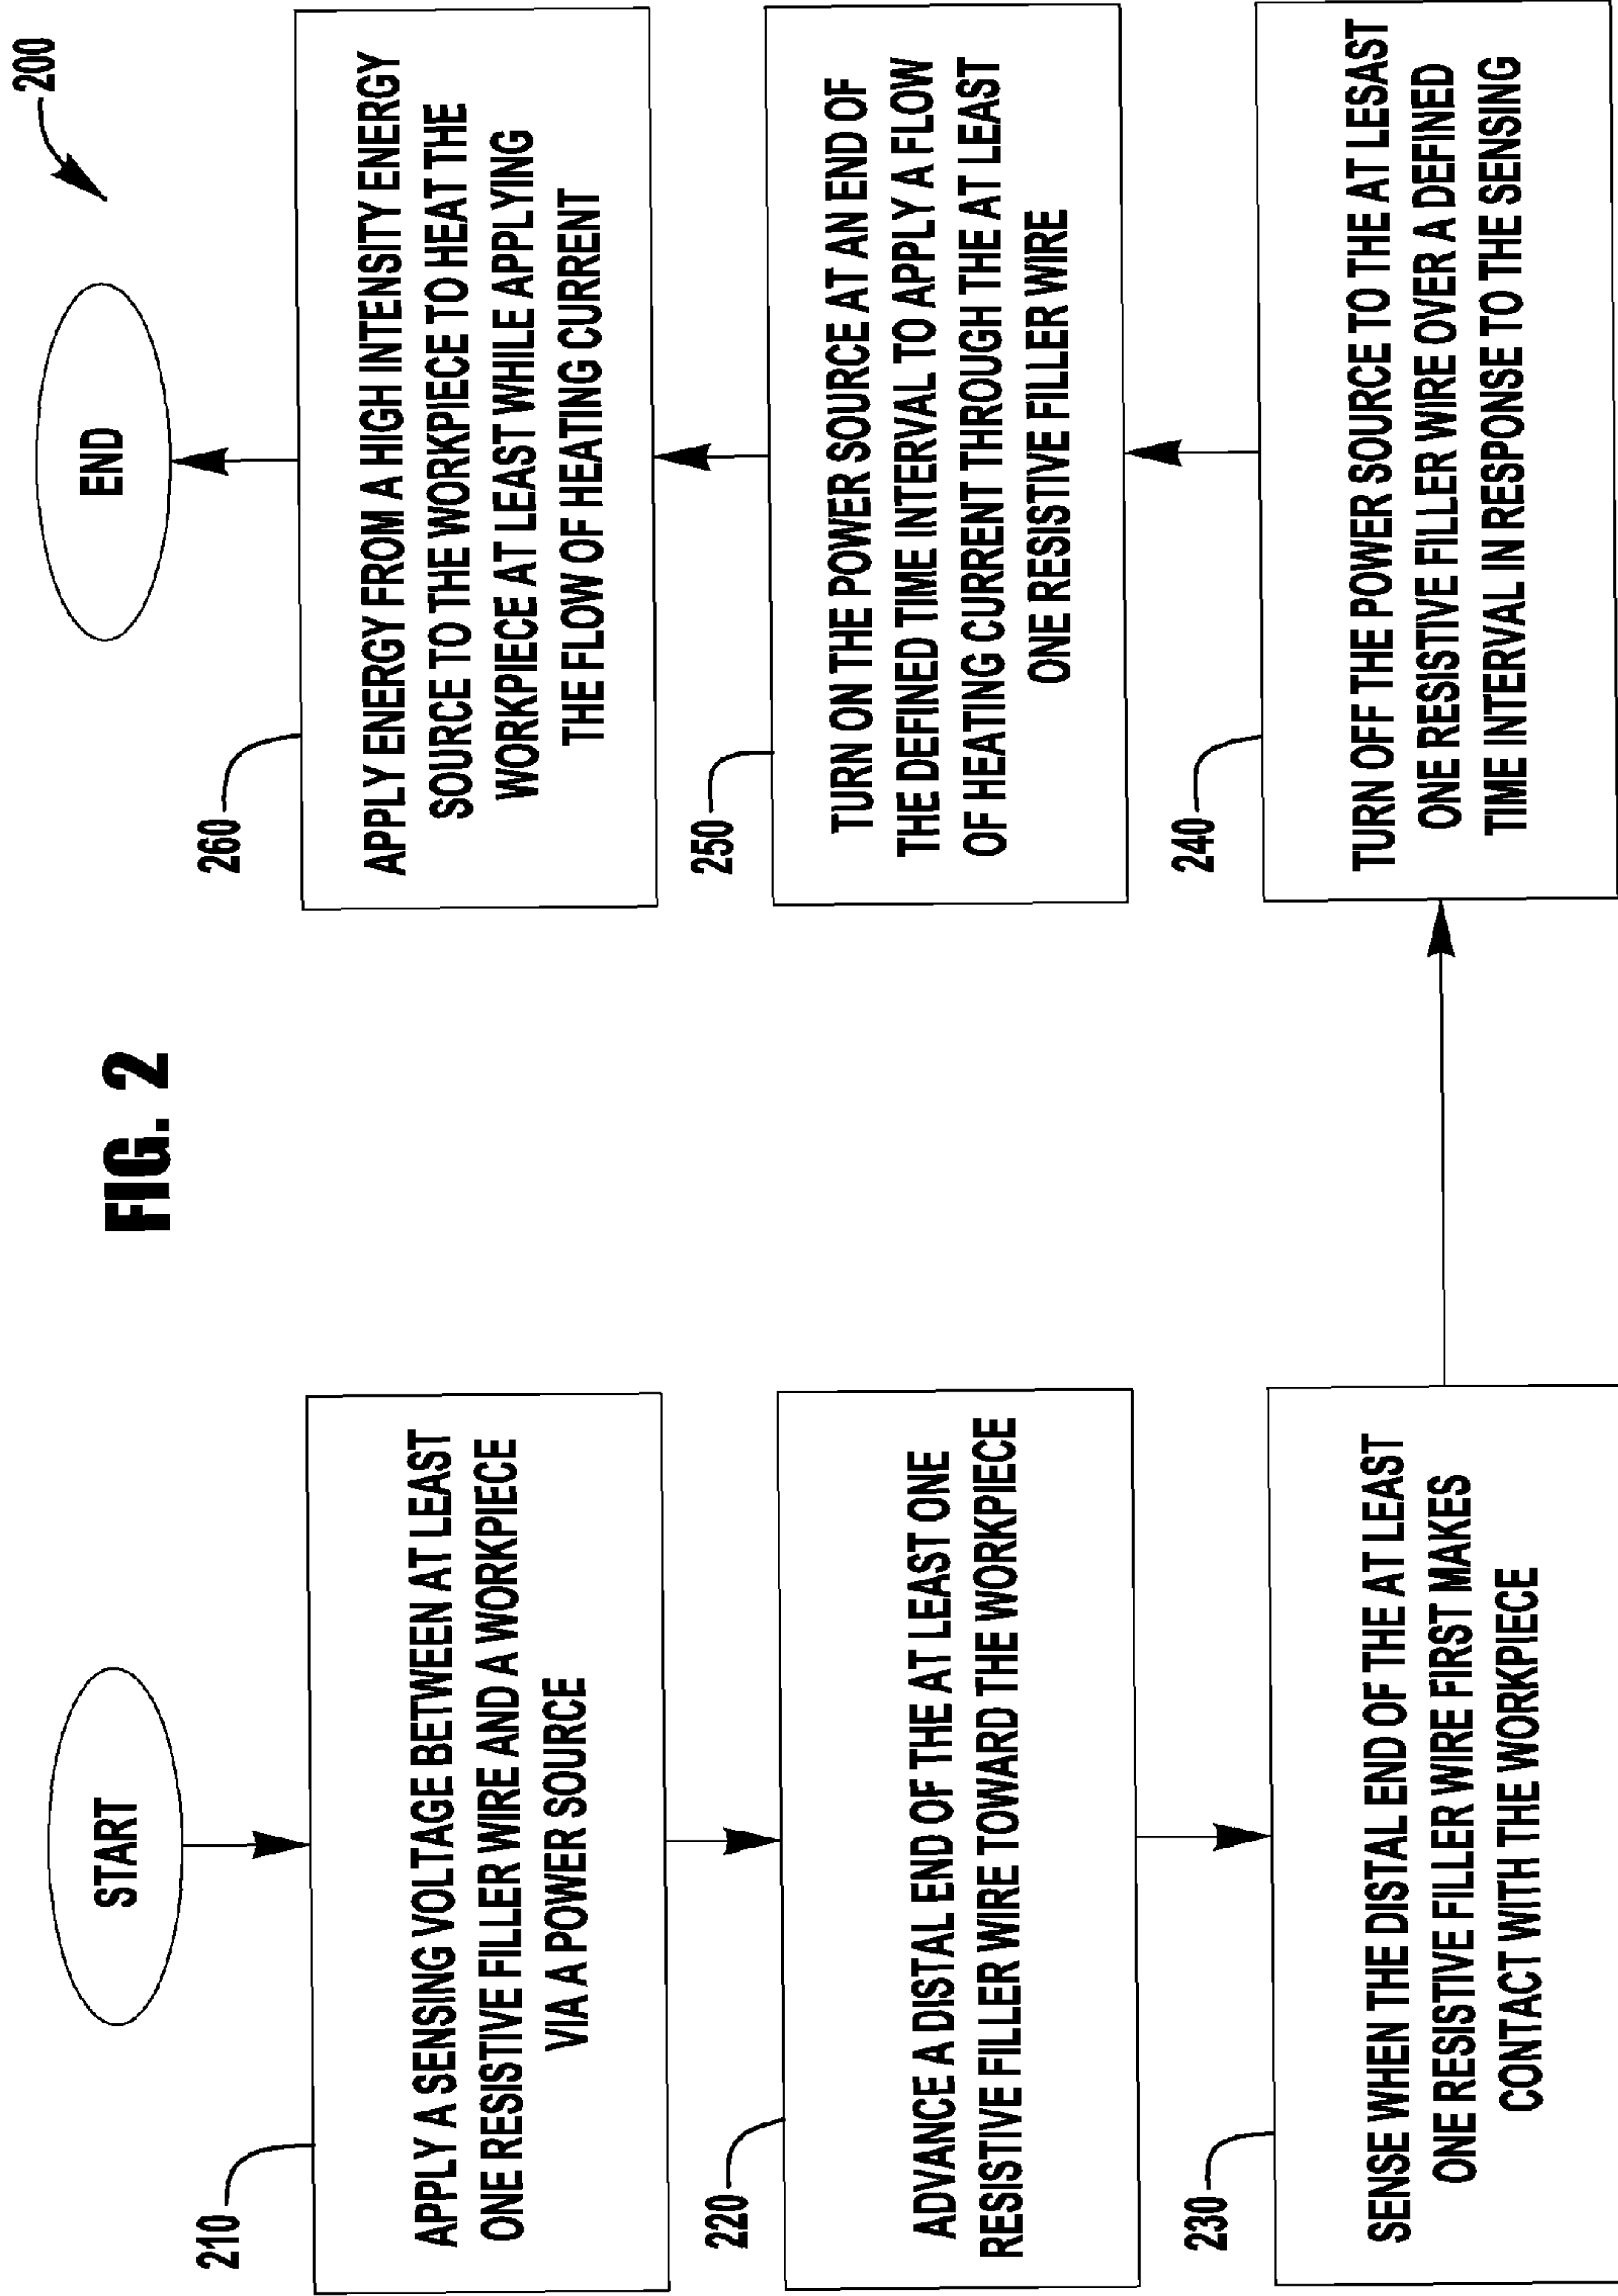 FIG. 2
200
START
210
APPLY A SENSING VOLTAGE BETWEEN AT LEAST
ONE RESISTIVE FILLER WIRE AND A WORKPIECE
VIA A POWER SOURCE
220
ADVANCE A DISTAL END OF THE AT LEAST ONE
RESISTIVE FILLER WIRE TOWARD THE WORKPIECE
230
SENSE WHEN THE DISTAL END OF THE AT LEAST
ONE RESISTIVE FILLER WIRE FIRST MAKES
CONTACT WITH THE WORKPIECE
240
TURN OFF THE POWER SOURCE TO THE AT LESAST
ONE RESISTIVE FILLER WIRE OVER A DEFINED
TIME INTERVAL IN RESPONSE TO THE SENSING
250
TURN ON THE POWER SOURCE AT AN END OF
THE DEFINED TIME INTERVAL TO APPLY A FLOW
OF HEATING CURRENT THROUGH THE AT LEAST
ONE RESISTIVE FILLER WIRE
260
APPLY ENERGY FROM A HIGH INTENSITY ENERGY
SOURCE TO THE WORKPIECE TO HEAT THE
WORKPIECE AT LEAST WHILE APPLYING
THE FLOW OF HEATING CURRENT
END